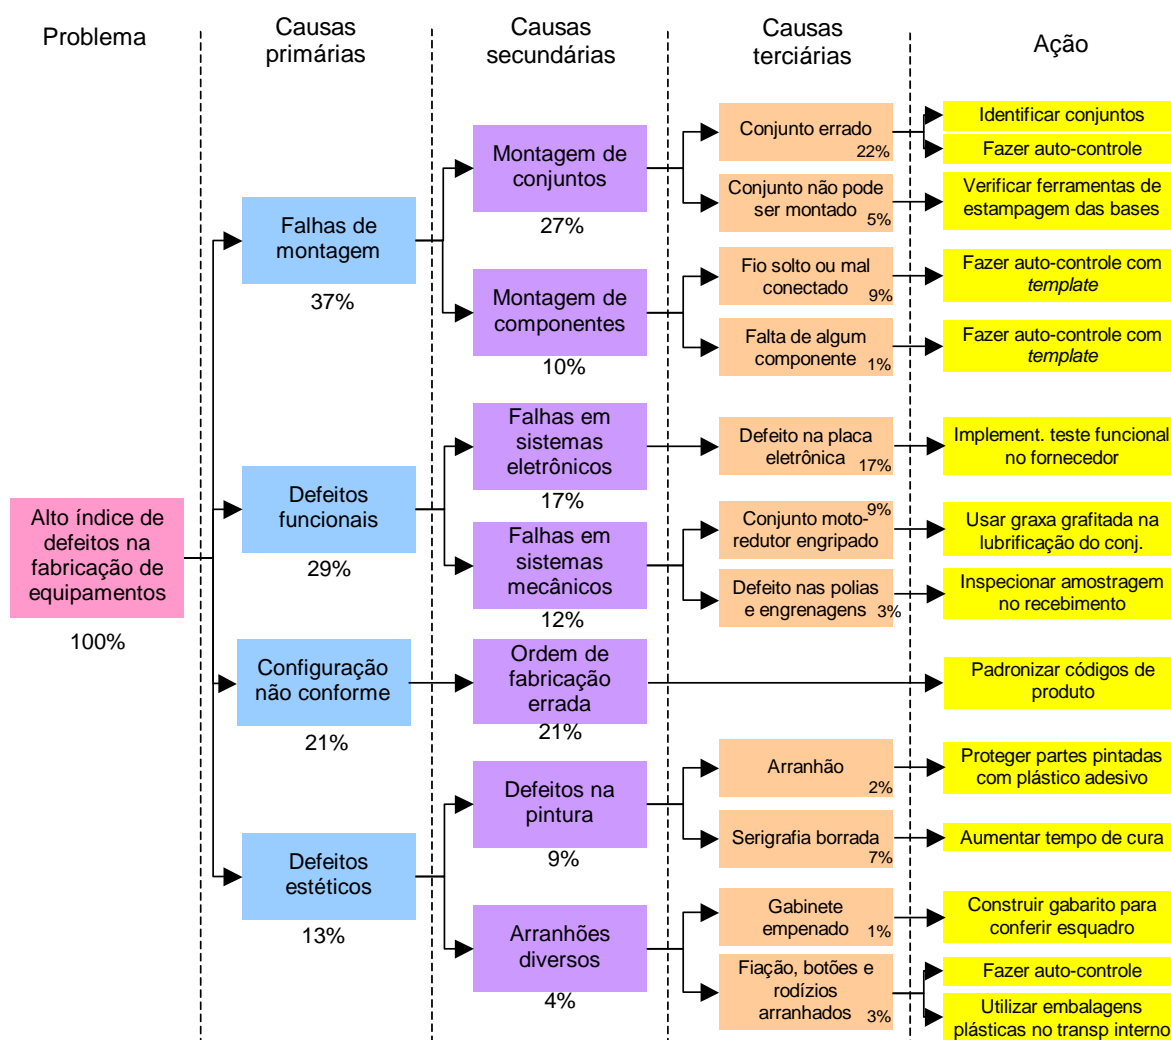 Problema
Causas
primárias
Causas
secundárias
Causas
terciárias
Ação
Alto índice de
defeitos na
fabricação de
equipamentos
100%
Falhas de
montagem
37%
Defeitos
funcionais
29%
Configuração
não conforme
21%
Defeitos
estéticos
13%
Montagem de
conjuntos
27%
Montagem de
componentes
10%
Falhas em
sistemas
eletrônicos
17%
Falhas em
sistemas
mecânicos
12%
Ordem de
fabricação
errada
21%
Defeitos na
pintura
9%
Arranhões
diversos
4%
Conjunto errado
22%
Conjunto não pode
ser montado 5%
Fio solto ou mal
conectado 9%
Falta de algum
componente 1%
Defeito na placa
eletrônica 17%
9%
Conjunto moto-
redutor engripado
Defeito nas polias
e engrenagens 3%
Arranhão
2%
Serigrafia borrada
7%
Gabinete
empenado 1%
Fiação, botões e
rodízios
arranhados 3%
Identificar conjuntos
Fazer auto-controle
Verificar ferramentas de
estampagem das bases
Fazer auto-controle com
template
Fazer auto-controle com
template
Implement. teste funcional
no fornecedor
Usar graxa grafitada na
lubrificação do conj.
Inspecionar amostragem
no recebimento
Padronizar códigos de
produto
Proteger partes pintadas
com plástico adesivo
Aumentar tempo de cura
Construir gabarito para
conferir esquadro
Fazer auto-controle
Utilizar embalagens
plásticas no transp interno